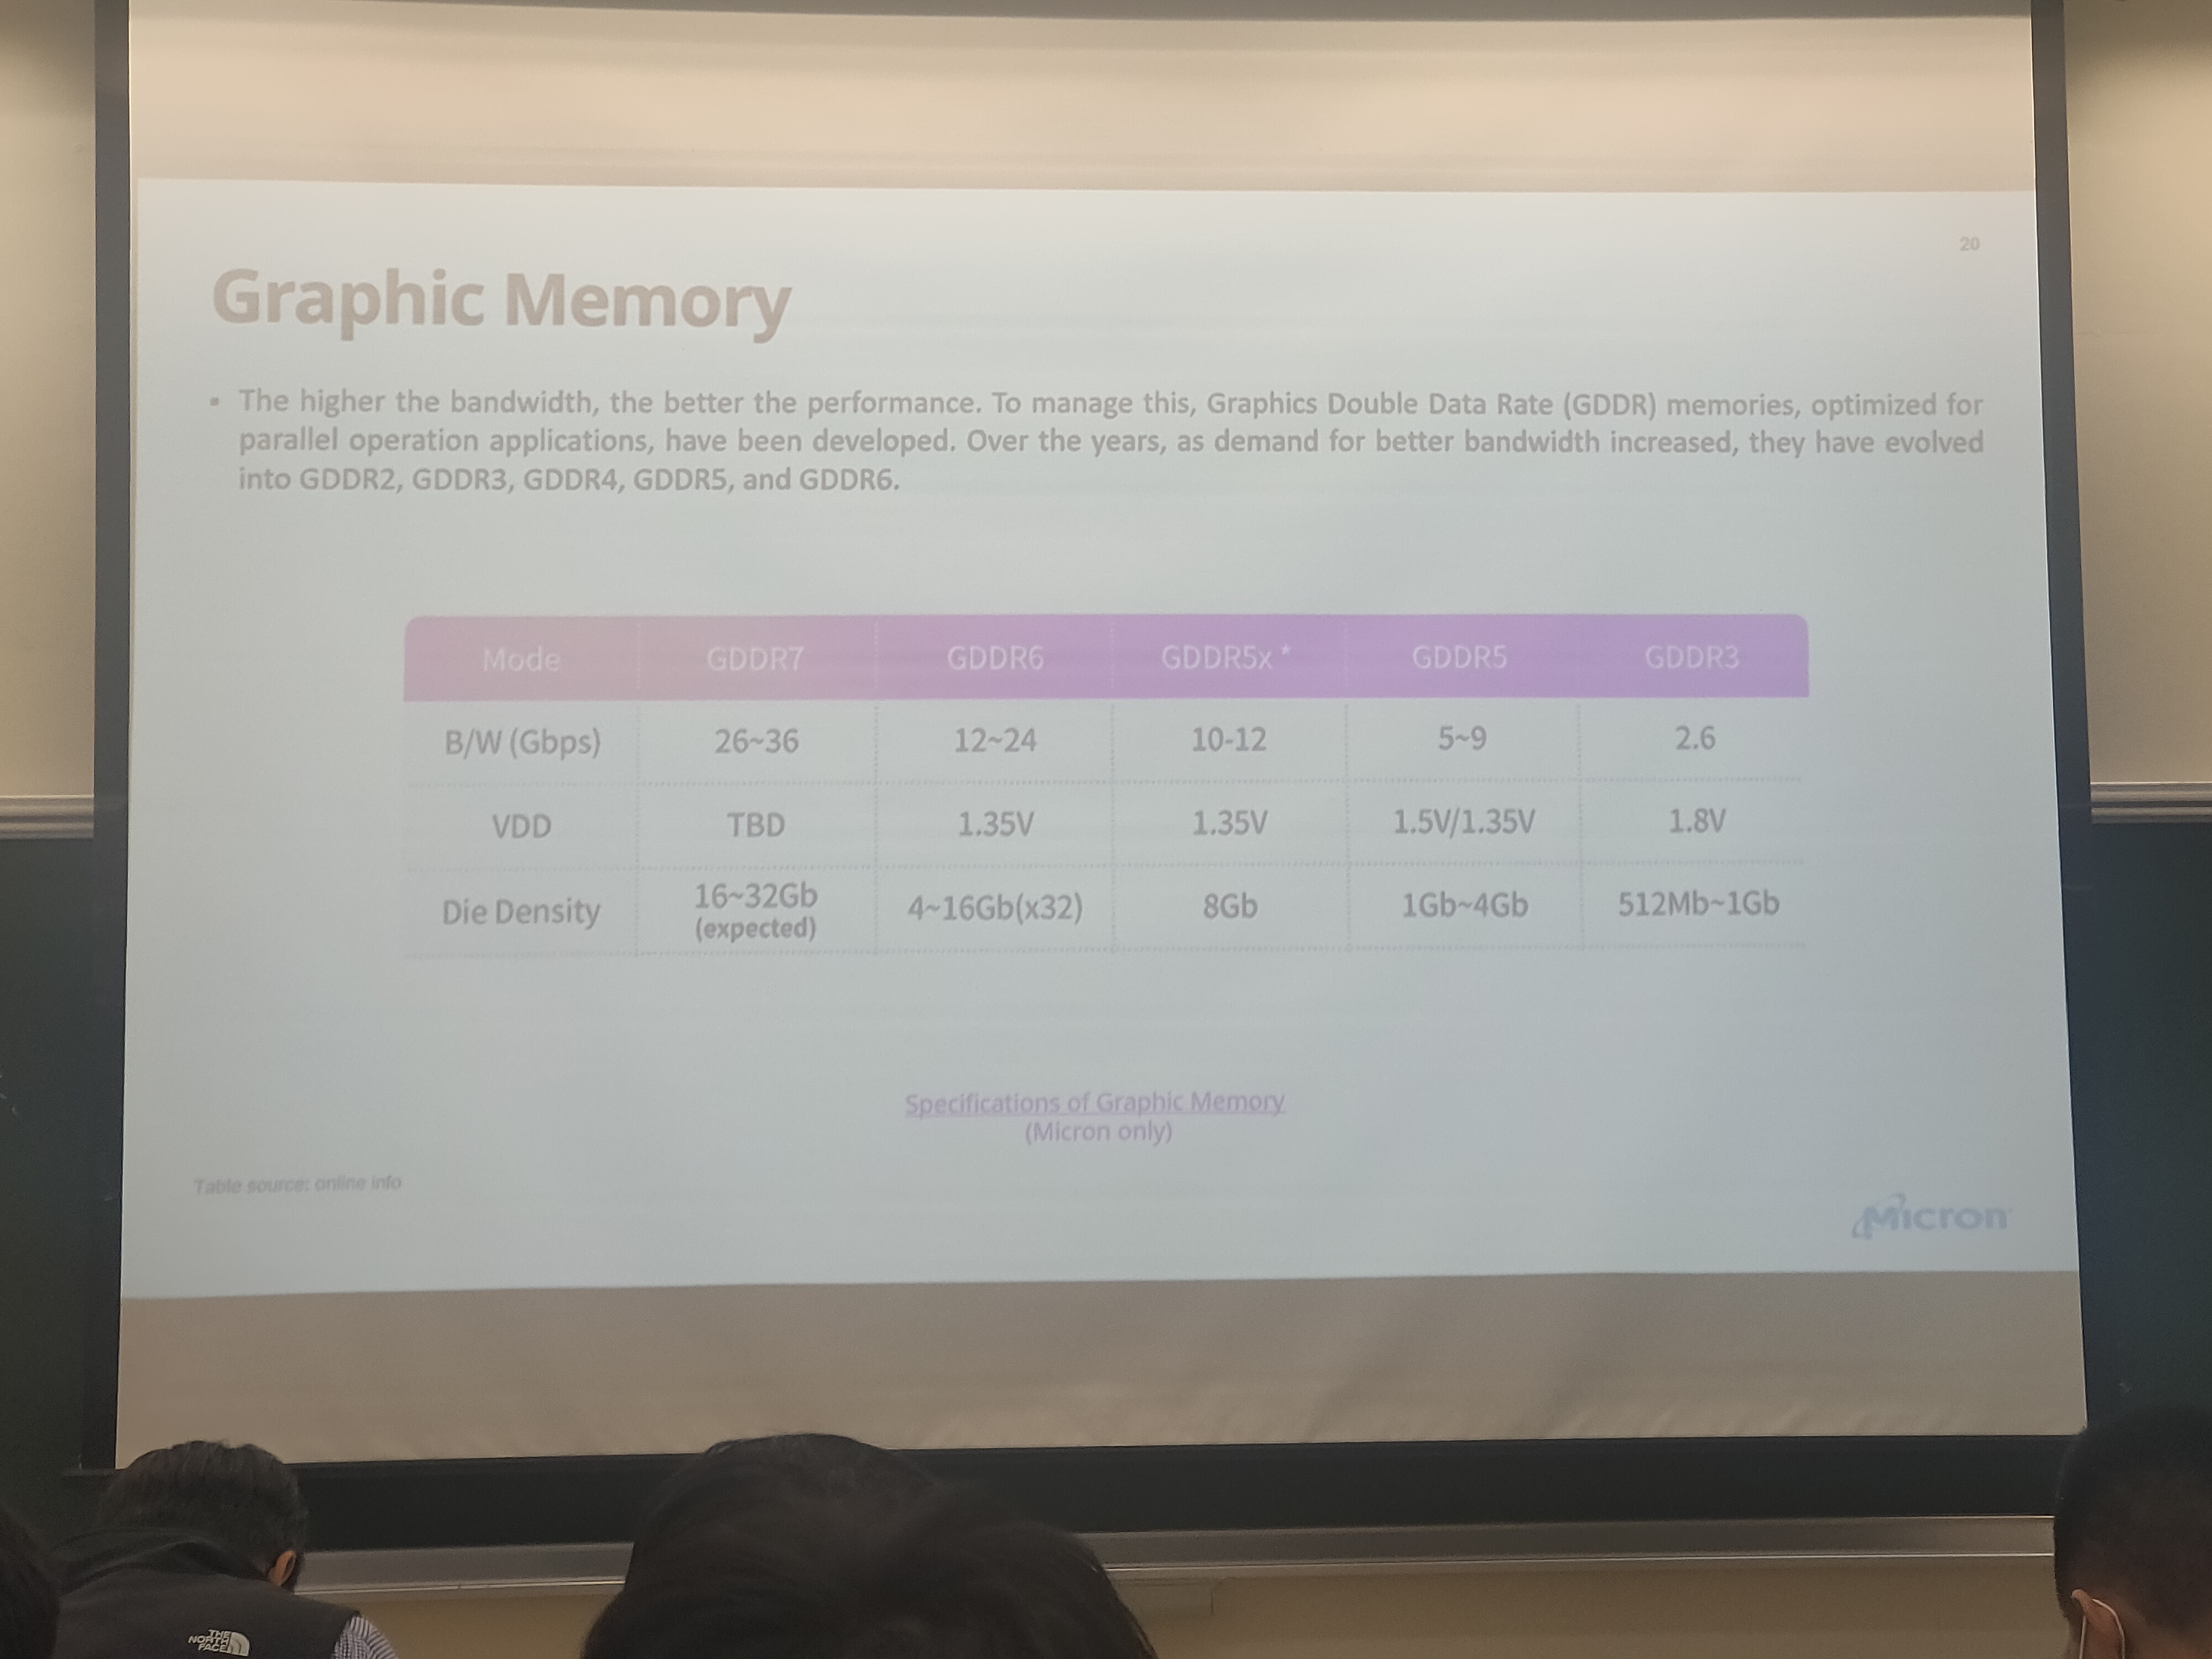 20
Graphic Memory
▪ The higher the bandwidth, the better the performance. To manage this, Graphics Double Data Rate (GDDR) memories, optimized for
parallel operation applications, have been developed. Over the years, as demand for better bandwidth increased, they have evolved
into GDDR2, GDDR3, GDDR4, GDDR5, and GDDR6.
Mode GDDR7 GDDR6 GDDR5x * GDDR5 GDDR3
B/W (Gbps) 26~36 12~24 10-12 5~9 2.6
VDD TBD 1.35V 1.35V 1.5V/1.35V 1.8V
Die Density 16~32Gb (expected) 4~16Gb(x32) 8Gb 1Gb~4Gb 512Mb~1Gb
Specifications of Graphic Memory
(Micron only)
Table source: online info
Micron
THE
NORTH
FACE